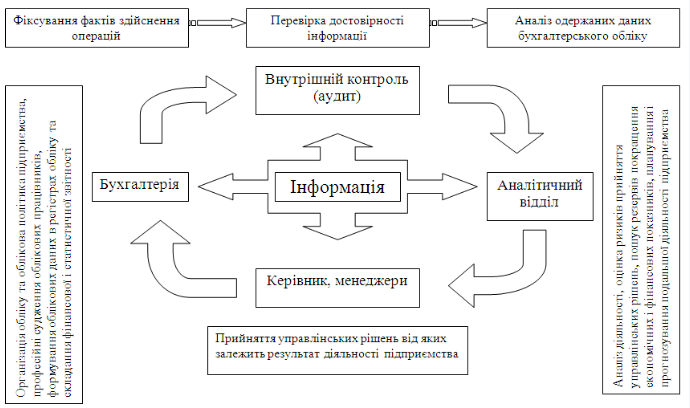 Фіксування фактів здійснення
операцій
Перевірка достовірності
інформації
Аналіз одержаних даних
бухгалтерського обліку
Організація обліку та облікова політика підприємства,
професійні судження облікових працівників,
формування облікових даних в регістрах обліку та
складання фінансової і статистичної звітності
Внутрішній контроль
(аудит)
Бухгалтерія
Інформація
Аналітичний
відділ
Керівник, менеджери
Прийняття управлінських рішень від яких
залежить результат діяльності підприємства
Аналіз діяльності, оцінка ризиків прийняття
управлінських рішень, пошук резервів покращення
економічних і фінансових показників, планування і
прогнозування подальшої діяльності підприємства